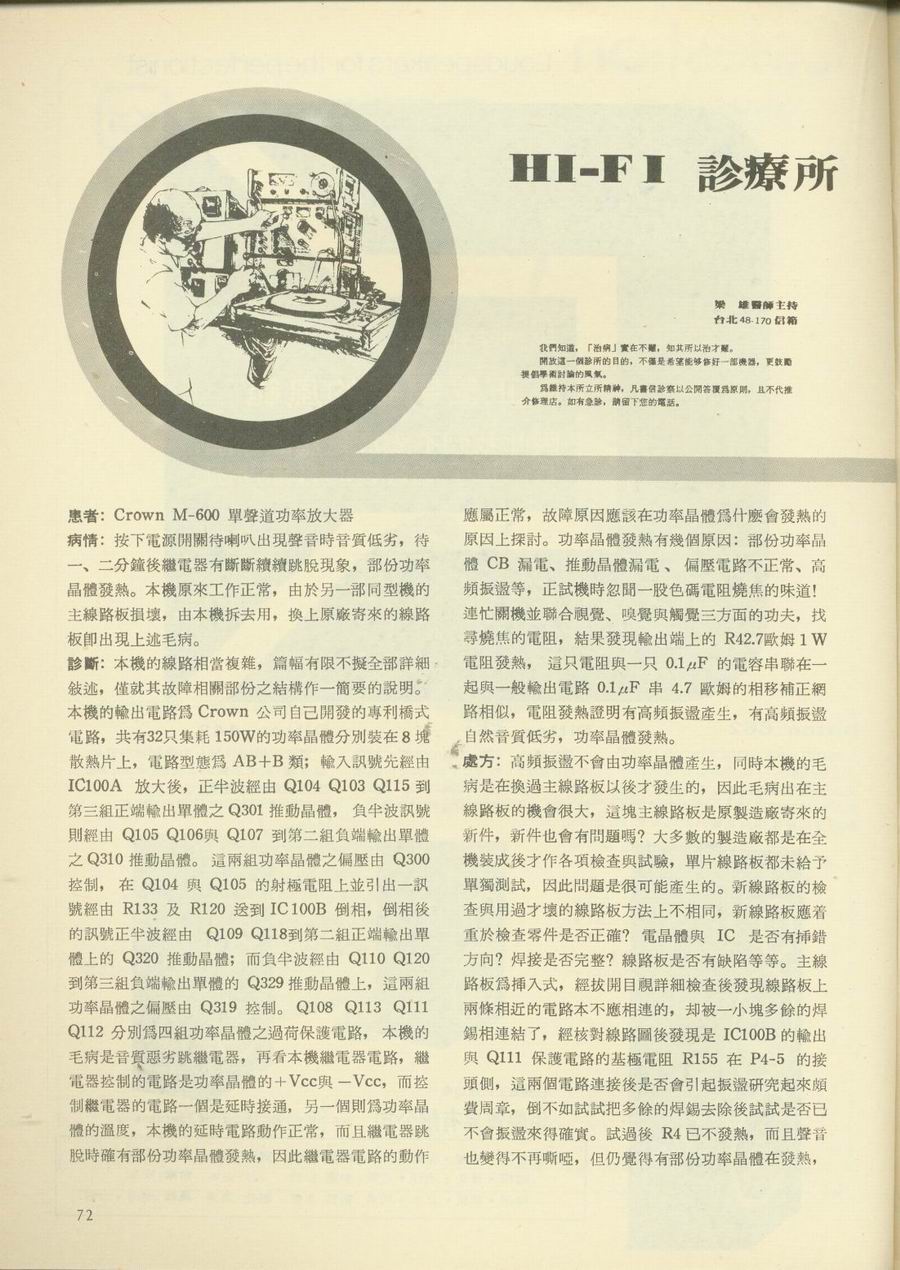 HI-FI 診療所
梁　雄醫師主持
台北48-170信箱
我們知道，「治病」實在不難，知其所以治才難。
開放這一個診所的目的，不僅是希望能够修好一部機器，更鼓勵
提倡學術討論的風氣。
爲維持本所立所精神，凡書信診察以公開答覆爲原則，且不代推
介修理店。如有急診，請留下您的電話。
患者：Crown M-600 單聲道功率放大器
病情：按下電源開關待喇叭出現聲音時音質低劣，待
一、二分鐘後繼電器有斷斷續續跳脫現象，部份功率
晶體發熱。本機原來工作正常，由於另一部同型機的
主線路板損壞，由本機拆去用，換上原廠寄來的線路
板卽出現上述毛病。
診斷：本機的線路相當複雜，篇幅有限不擬全部詳細
敍述，僅就其故障相關部份之結構作一簡要的說明。
本機的輸出電路爲 Crown 公司自己開發的專利橋式
電路，共有32只集耗 150W的功率晶體分別裝在 8 塊
散熱片上，電路型態爲 AB＋B 類；輸入訊號先經由
IC100A 放大後，正半波經由 Q104 Q103 Q115 到
第三組正端輸出單體之 Q301 推動晶體，負半波訊號
則經由 Q105 Q106與 Q107 到第二組負端輸出單體
之 Q310 推動晶體。這兩組功率晶體之偏壓由 Q300
控制，在 Q104 與 Q105 的射極電阻上並引出一訊
號經由 R133 及 R120 送到 IC100B 倒相，倒相後
的訊號正半波經由 Q109 Q118到第二組正端輸出單
體上的 Q320 推動晶體；而負半波經由 Q110 Q120
到第三組負端輸出單體的 Q329 推動晶體上，這兩組
功率晶體之偏壓由 Q319 控制。Q108 Q113 Q111
Q112 分別爲四組功率晶體之過荷保護電路，本機的
毛病是音質惡劣跳繼電器，再看本機繼電器電路，繼
電器控制的電路是功率晶體的＋Vcc與 －Vcc，而控
制繼電器的電路一個是延時接通，另一個則爲功率晶
體的溫度，本機的延時電路動作正常，而且繼電器跳
脫時確有部份功率晶體發熱，因此繼電器電路的動作
應屬正常，故障原因應該在功率晶體爲什麼會發熱的
原因上探討。功率晶體發熱有幾個原因：部份功率晶
體 CB 漏電、推動晶體漏電、偏壓電路不正常、高
頻振盪等，正試機時忽聞一股色碼電阻燒焦的味道！
連忙關機並聯合視覺、嗅覺與觸覺三方面的功夫，找
尋燒焦的電阻，結果發現輸出端上的 R42.7歐姆 1 W
電阻發熱，這只電阻與一只 0.1μF 的電容串聯在一
起與一般輸出電路 0.1μF 串 4.7 歐姆的相移補正網
路相似，電阻發熱證明有高頻振盪產生，有高頻振盪
自然音質低劣，功率晶體發熱。
處方：高頻振盪不會由功率晶體產生，同時本機的毛
病是在換過主線路板以後才發生的，因此毛病出在主
線路板的機會很大，這塊主線路板是原製造廠寄來的
新件，新件也會有問題嗎？大多數的製造廠都是在全
機裝成後才作各項檢查與試驗，單片線路板都未給予
單獨測試，因此問題是很可能產生的。新線路板的檢
查與用過才壞的線路板方法上不相同，新線路板應着
重於檢查零件是否正確？電晶體與 IC 是否有揷錯
方向？焊接是否完整？線路板是否有缺陷等等。主線
路板爲揷入式，經拔開目視詳細檢查後發現線路板上
兩條相近的電路本不應相連的，却被一小塊多餘的焊
錫相連結了，經核對線路圖後發現是 IC100B 的輸出
與 Q111 保護電路的基極電阻 R155 在 P4-5 的接
頭側，這兩個電路連接後是否會引起振盪研究起來頗
費周章，倒不如試試把多餘的焊錫去除後試試是否已
不會振盪來得確實。試過後 R4 已不發熱，而且聲音
也變得不再嘶啞，但仍覺得有部份功率晶體在發熱，
72